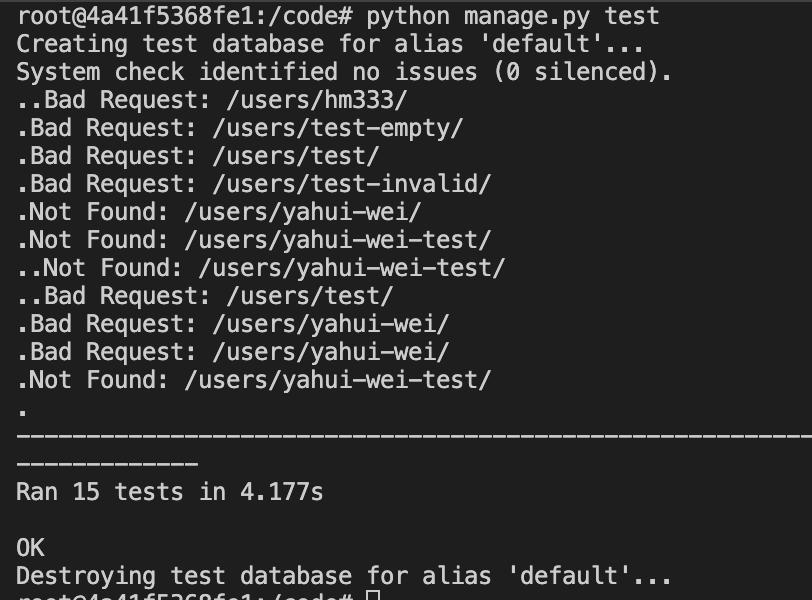 root@4a41f5368fe1:/code# python manage.py test
Creating test database for alias 'default'...
System check identified no issues (0 silenced).
..Bad Request: /users/hm333/
.Bad Request: /users/test-empty/
.Bad Request: /users/test/
.Bad Request: /users/test-invalid/
.Not Found: /users/yahui-wei/
.Not Found: /users/yahui-wei-test/
..Not Found: /users/yahui-wei-test/
..Bad Request: /users/test/
.Bad Request: /users/yahui-wei/
.Bad Request: /users/yahui-wei/
.Not Found: /users/yahui-wei-test/
.
---------------------------------------------------------
-------------
Ran 15 tests in 4.177s
OK
Destroying test database for alias 'default'...
root@4a41f5368fe1:/code#